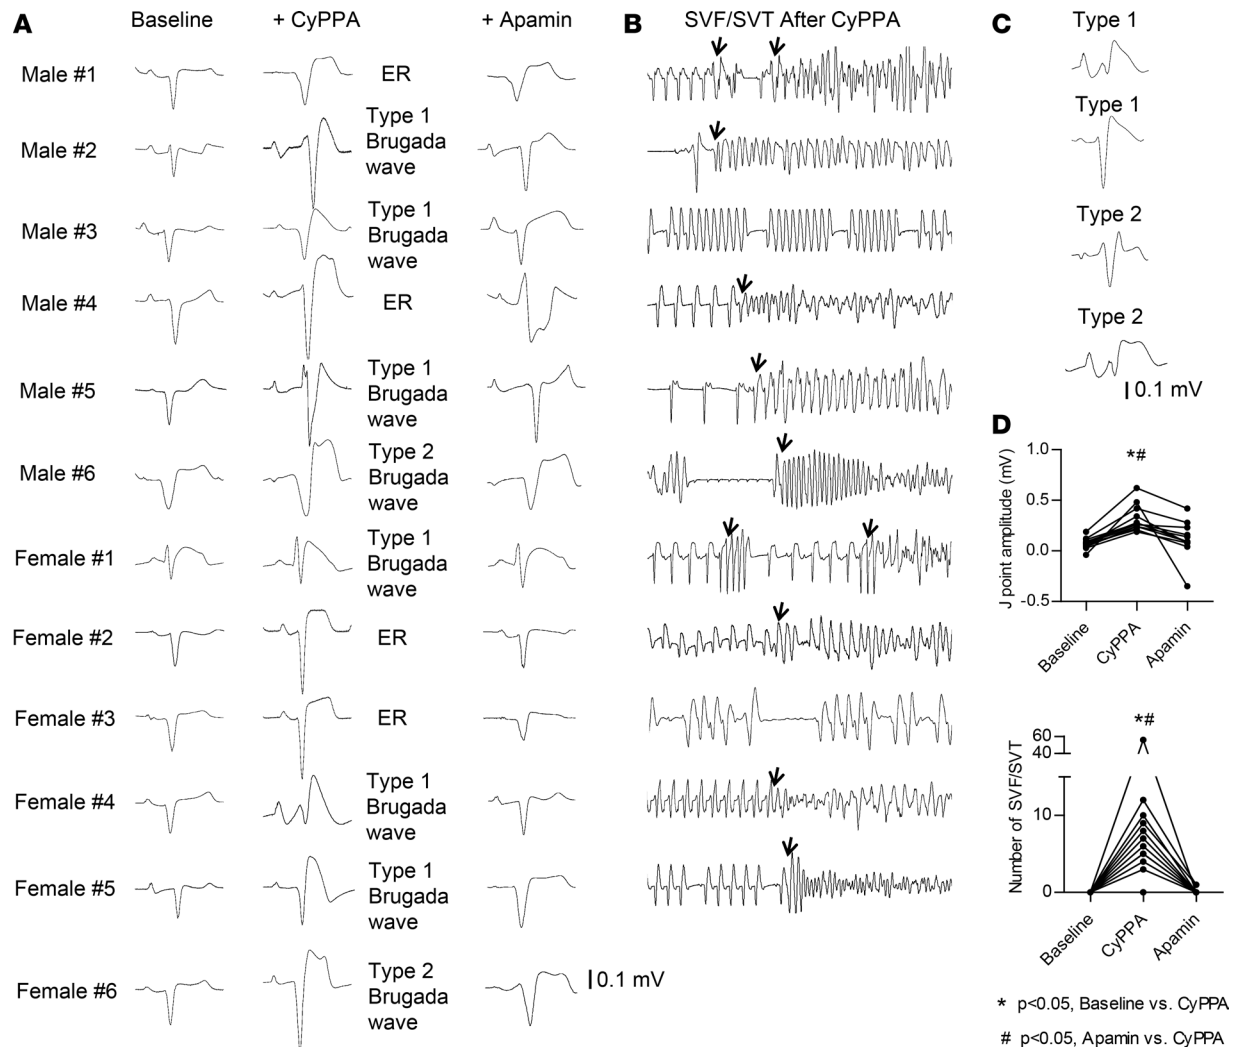 A Baseline + CyPPA + Apamin
Male #1 ER
Male #2 Type 1
Brugada
wave
Male #3 Type 1
Brugada
wave
Male #4 ER
Male #5 Type 1
Brugada
wave
Male #6 Type 2
Brugada
wave
Female #1 Type 1
Brugada
wave
Female #2 ER
Female #3 ER
Female #4 Type 1
Brugada
wave
Female #5 Type 1
Brugada
wave
Female #6 Type 2
Brugada
wave
0.1 mV
B SVF/SVT After CyPPA
C Type 1
Type 1
Type 2
Type 2
0.1 mV
D
J point amplitude (mV)
1.0
0.5
0.0
-0.5
*#
Baseline
CyPPA
Apamin
Number of SVF/SVT
60
40
10
0
*#
Baseline
CyPPA
Apamin
* p<0.05, Baseline vs. CyPPA
# p<0.05, Apamin vs. CyPPA